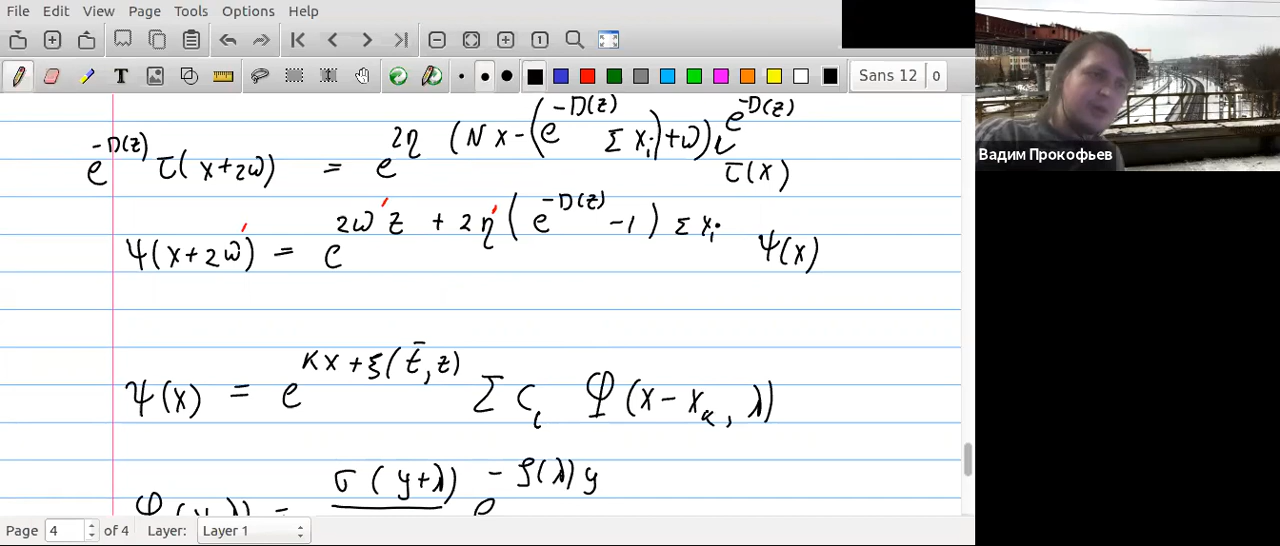 File Edit View Page Tools Options Help
Sans 12 0
e^{-D(z)} τ(x+2ω) = e^{2η (Nx-(e^{-D(z)} Σ x_i)+ω)} e^{-D(z)} τ(x)
Ψ(x+2ω') = e^{2ω'z + 2η'(e^{-D(z)} -1) Σ x_i} Ψ(x)
Ψ(x) = e^{Kx + ξ(t̄,z)} Σ c_i Φ(x-x_i, λ)
σ(y+λ) e^{-ζ(λ)y}
Вадим Прокофьев
Page 4 of 4 Layer: Layer 1